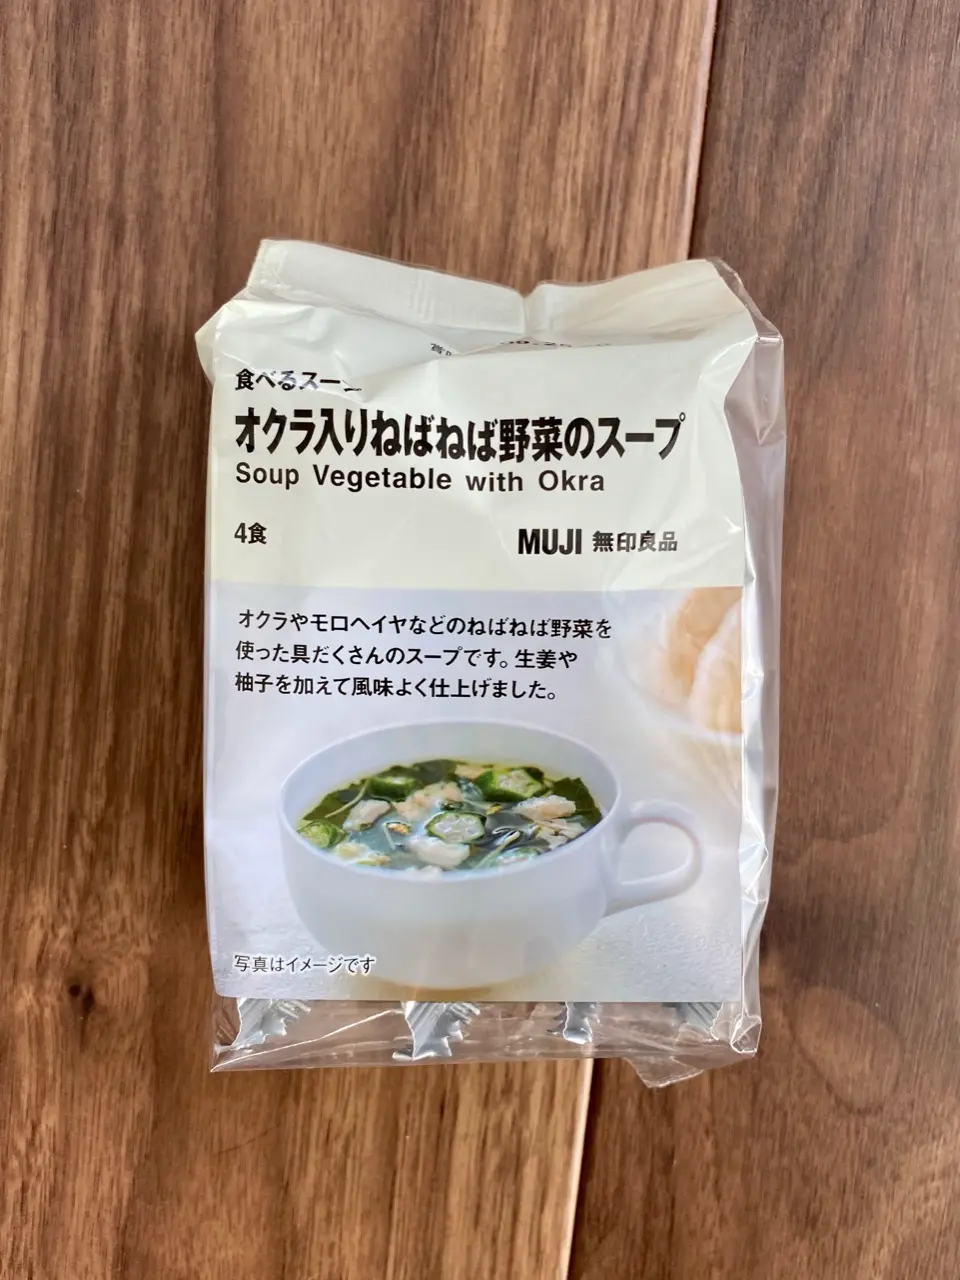 食べるスープ
オクラ入りねばねば野菜のスープ
Soup Vegetable with Okra
4食
MUJI 無印良品
オクラやモロヘイヤなどのねばねば野菜を
使った具だくさんのスープです。生姜や
柚子を加えて風味よく仕上げました。
写真はイメージです